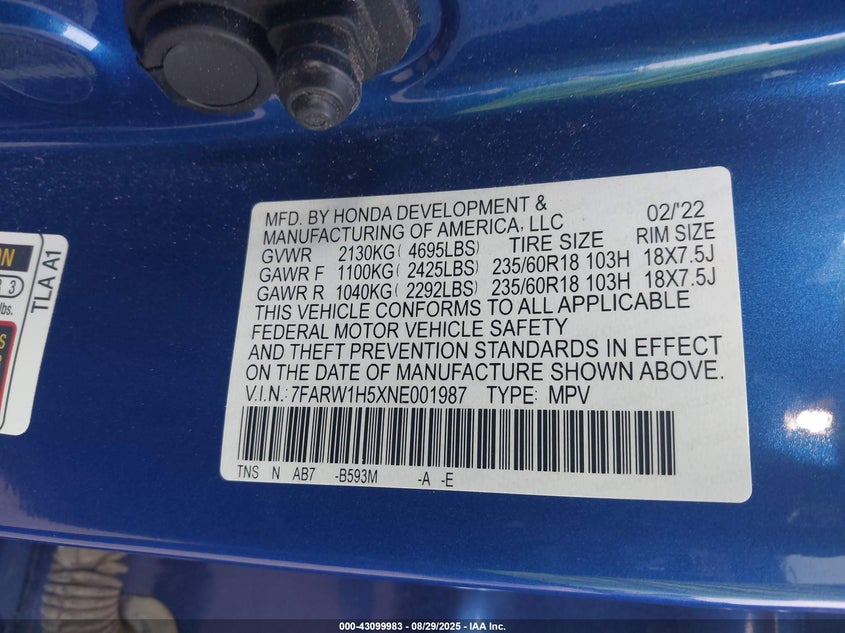 MFD. BY HONDA DEVELOPMENT &
MANUFACTURING OF AMERICA, LLC 02/'22
GVWR 2130KG( 4695LBS) TIRE SIZE RIM SIZE
GAWR F 1100KG( 2425LBS) 235/60R18 103H 18X7.5J
GAWR R 1040KG( 2292LBS) 235/60R18 103H 18X7.5J
THIS VEHICLE CONFORMS TO ALL APPLICABLE
FEDERAL MOTOR VEHICLE SAFETY
AND THEFT PREVENTION STANDARDS IN EFFECT
ON THE DATE OF MANUFACTURE SHOWN ABOVE.
V.I.N.: 7FARW1H5XNE001987 TYPE: MPV
TNS N AB7 -B593M -A -E
TLA A1
3
lbs.
000-43099983 - 08/29/2025 - IAA Inc.